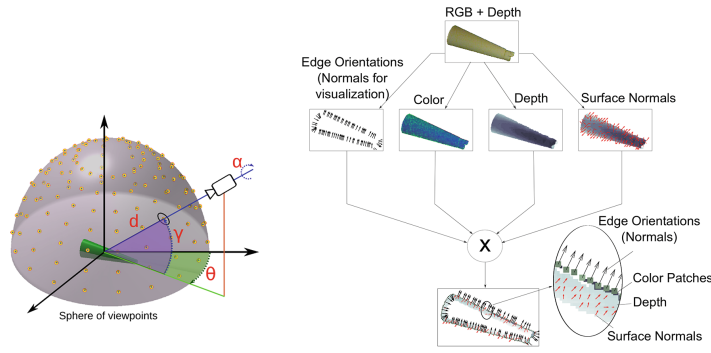 RGB + Depth
Edge Orientations
(Normals for
visualization)
Color
Depth
Surface Normals
α
d
γ
θ
Sphere of viewpoints
X
Edge Orientations
(Normals)
Color Patches
Depth
Surface Normals